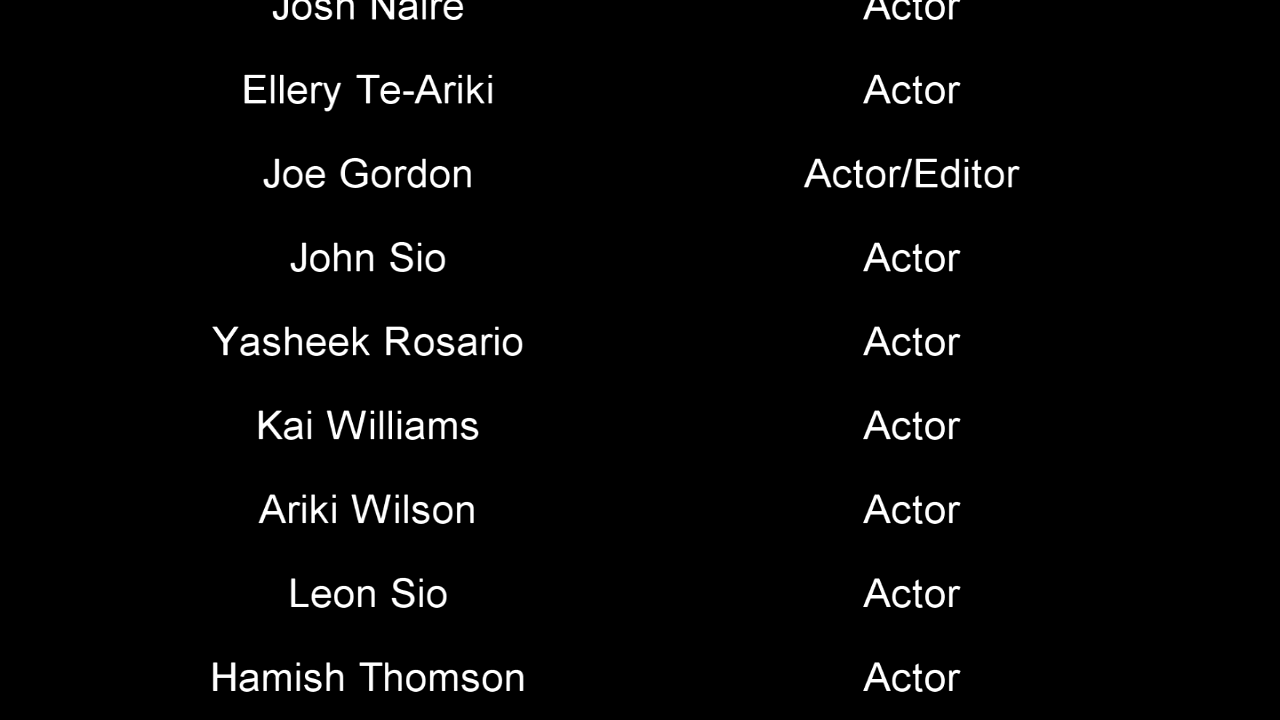 Josh Naire Actor
Ellery Te-Ariki Actor
Joe Gordon Actor/Editor
John Sio Actor
Yasheek Rosario Actor
Kai Williams Actor
Ariki Wilson Actor
Leon Sio Actor
Hamish Thomson Actor